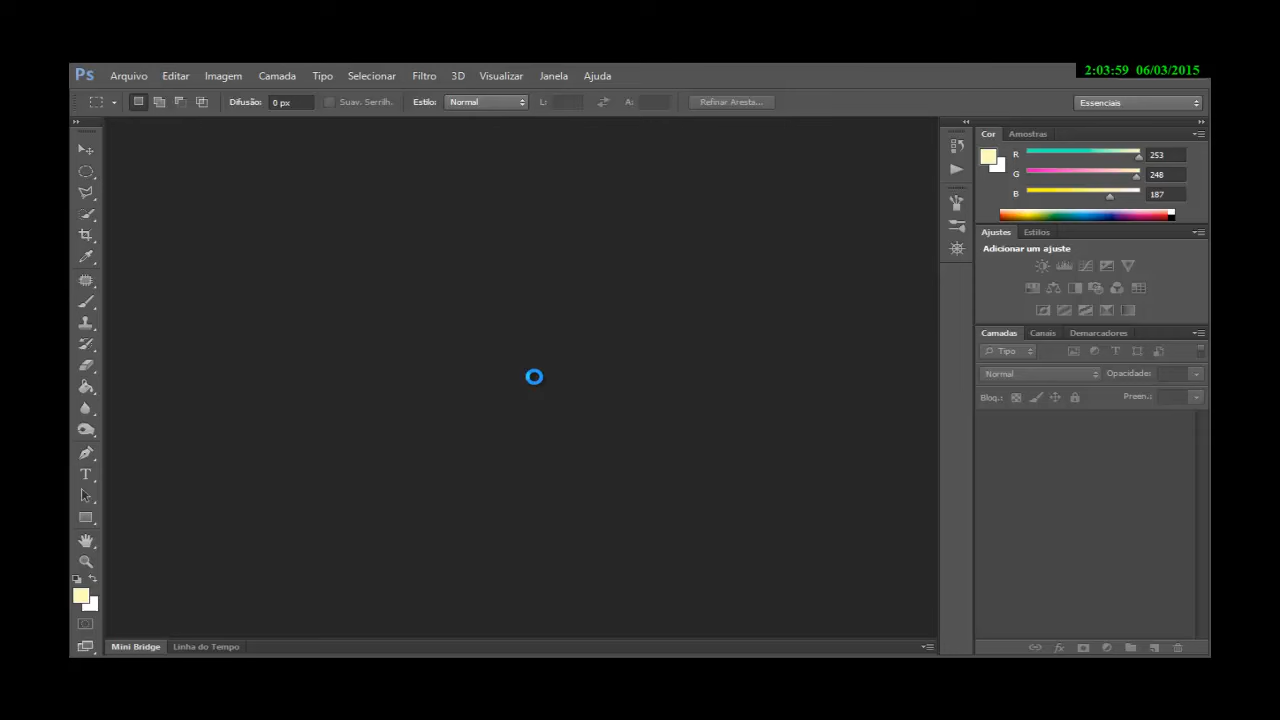 Ps Arquivo Editar Imagem Camada Tipo Selecionar Filtro 3D Visualizar Janela Ajuda
2:03:59 06/03/2015
Difusão: 0 px Suav. Serrilh. Estilo: Normal L: A: Refinar Aresta... Essenciais
Cor Amostras
R 253
G 248
B 187
Ajustes Estilos
Adicionar um ajuste
Camadas Canais Demarcadores
Tipo T
Normal Opacidade:
Bloq.: Preen.:
T
Mini Bridge Linha do Tempo
fx